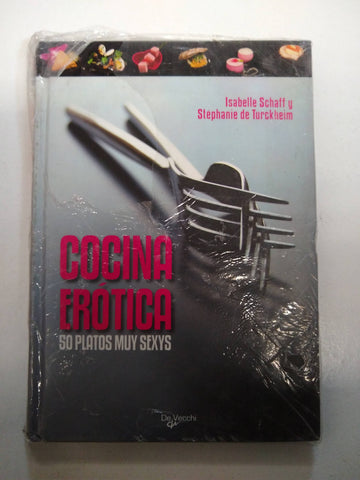 Isabelle Schaff y
Stephanie de Turckheim
COCINA
ERÓTICA
50 PLATOS MUY SEXYS
De Vecchi